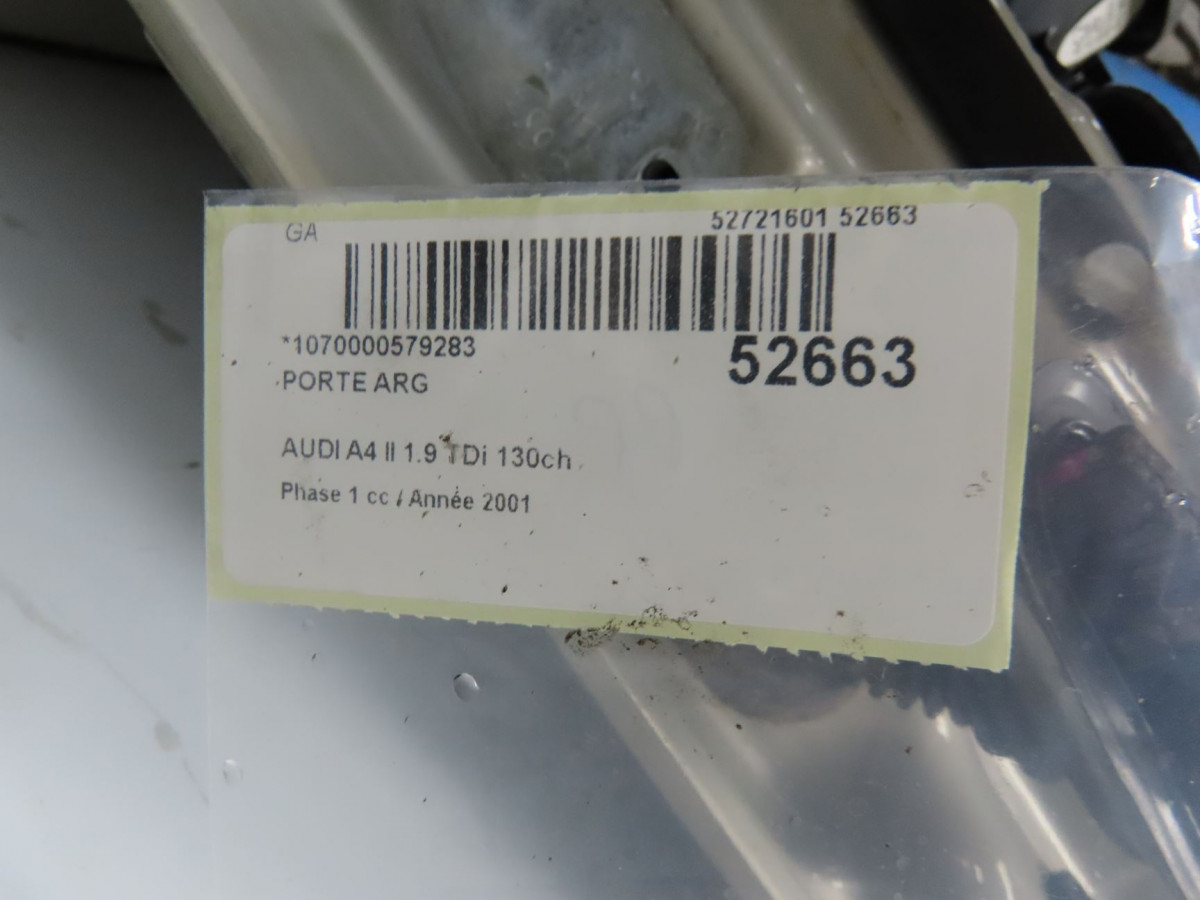 GA 52721601 52663
*1070000579283
52663
PORTE ARG
AUDI A4 II 1.9 TDi 130ch
Phase 1 cc / Année 2001